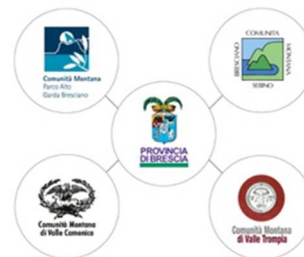 Comunità Montana
Parco Alto
Garda Bresciano
COMUNITÀ
MONTANA
SEBINO
BRESCIANO
PROVINCIA
DI BRESCIA
Comunità Montana
di Valle Camonica
Comunità Montana
di Valle Trompia